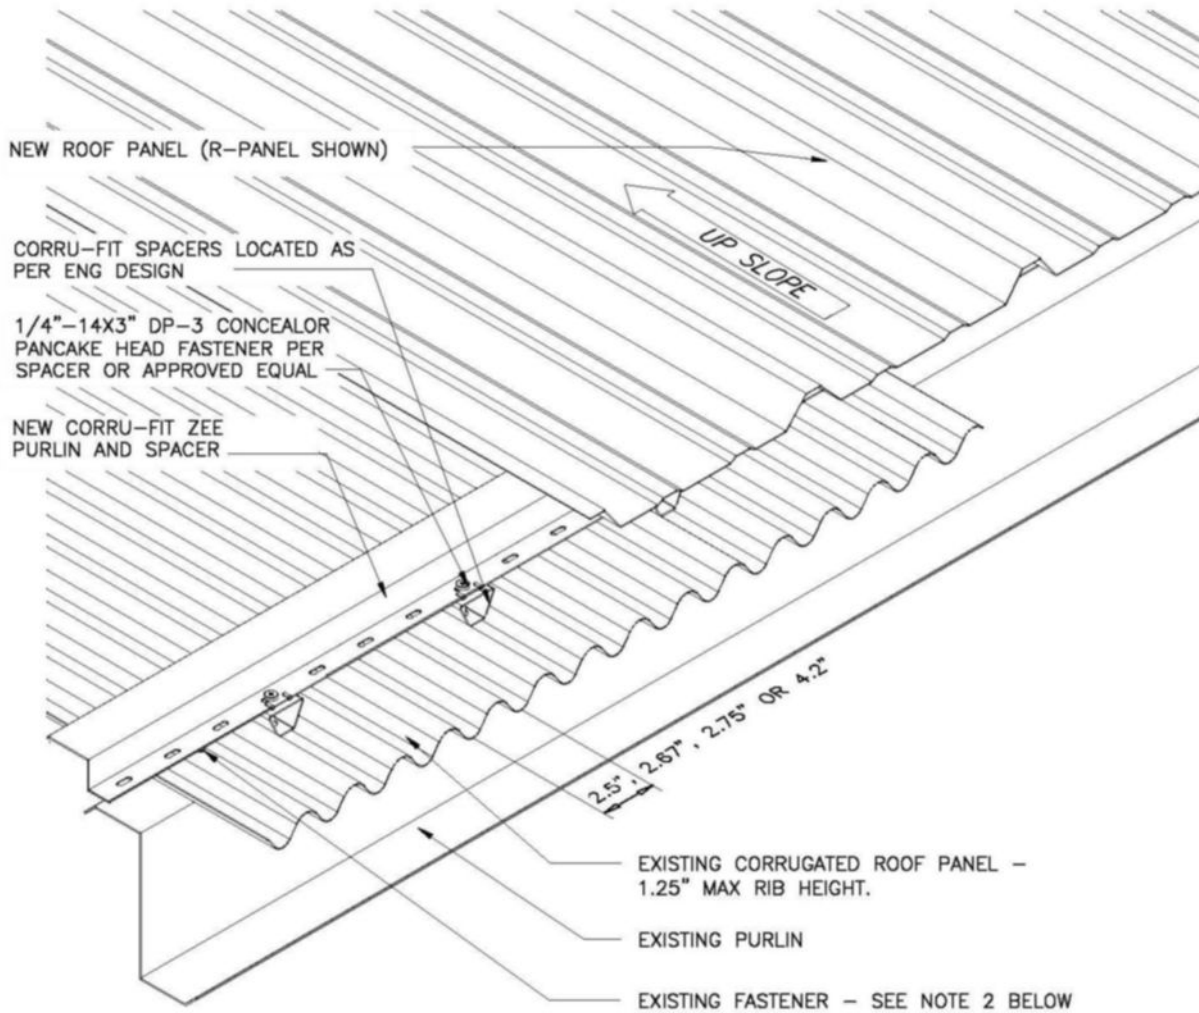 NEW ROOF PANEL (R-PANEL SHOWN)
UP SLOPE
CORRU-FIT SPACERS LOCATED AS
PER ENG DESIGN
1/4"-14X3" DP-3 CONCEALOR
PANCAKE HEAD FASTENER PER
SPACER OR APPROVED EQUAL
NEW CORRU-FIT ZEE
PURLIN AND SPACER
2.5", 2.67", 2.75" OR 4.2"
EXISTING CORRUGATED ROOF PANEL -
1.25" MAX RIB HEIGHT.
EXISTING PURLIN
EXISTING FASTENER - SEE NOTE 2 BELOW